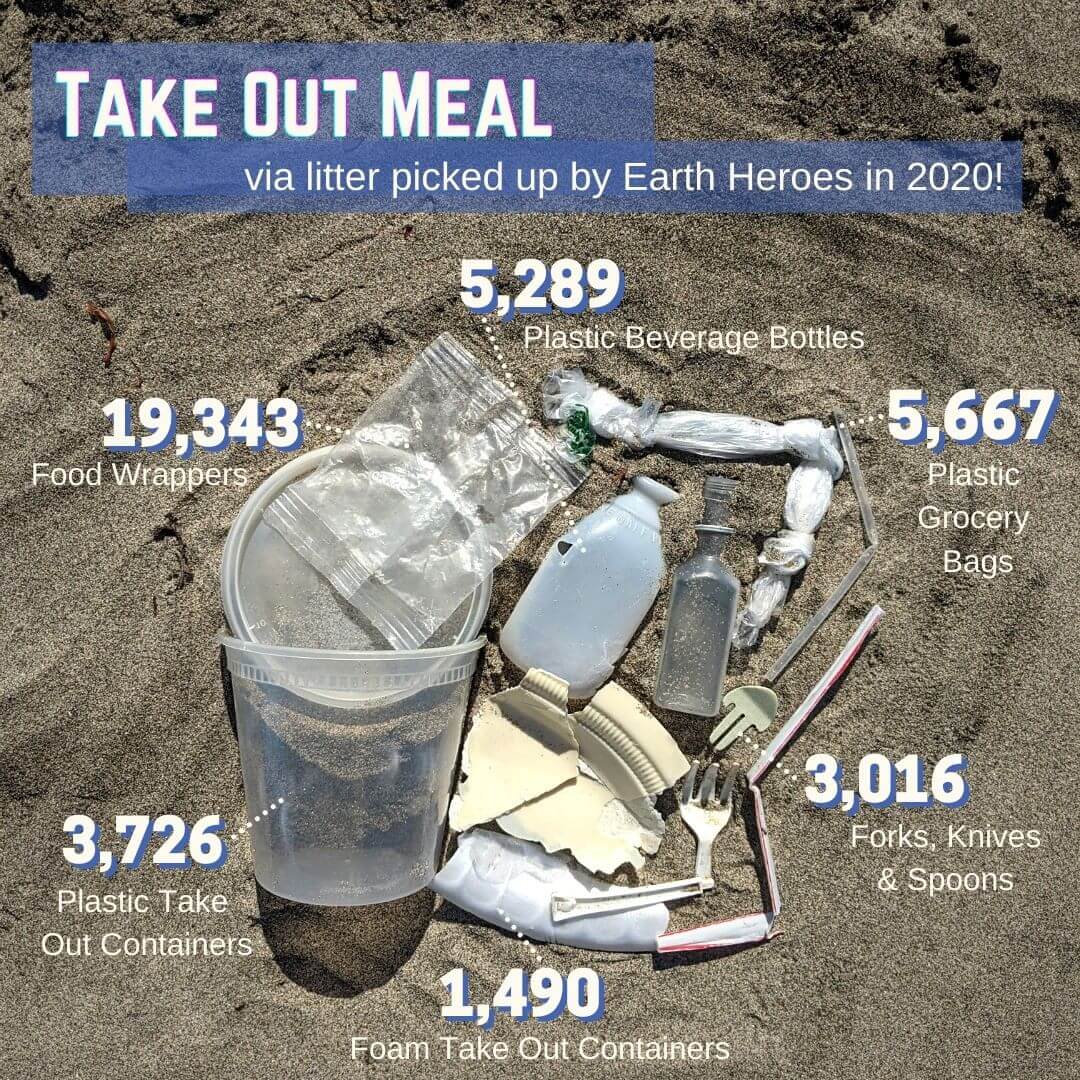 TAKE OUT MEAL
via litter picked up by Earth Heroes in 2020!
5,289
Plastic Beverage Bottles
19,343
Food Wrappers
5,667
Plastic
Grocery
Bags
3,016
Forks, Knives
& Spoons
3,726
Plastic Take
Out Containers
1,490
Foam Take Out Containers